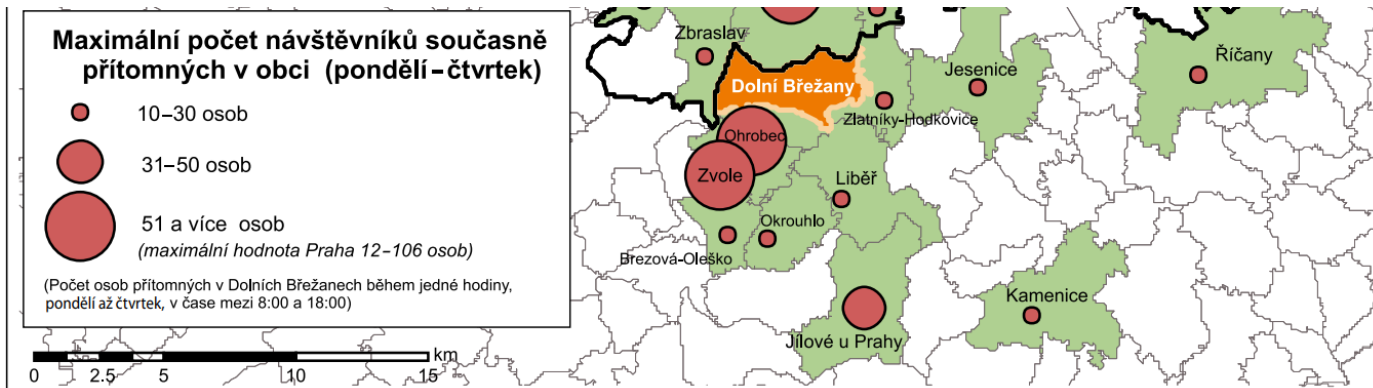 Maximální počet návštěvníků současně
přítomných v obci (pondělí–čtvrtek)
10–30 osob
31–50 osob
51 a více osob
(maximální hodnota Praha 12–106 osob)
(Počet osob přítomných v Dolních Břežanech během jedné hodiny,
pondělí až čtvrtek, v čase mezi 8:00 a 18:00)
0 2.5 5 10 15 km
Zbraslav
Dolní Břežany
Jesenice
Říčany
Zlatníky-Hodkovice
Ohrobec
Zvole
Liběř
Okrouhlo
Březová-Oleško
Kamenice
Jílové u Prahy